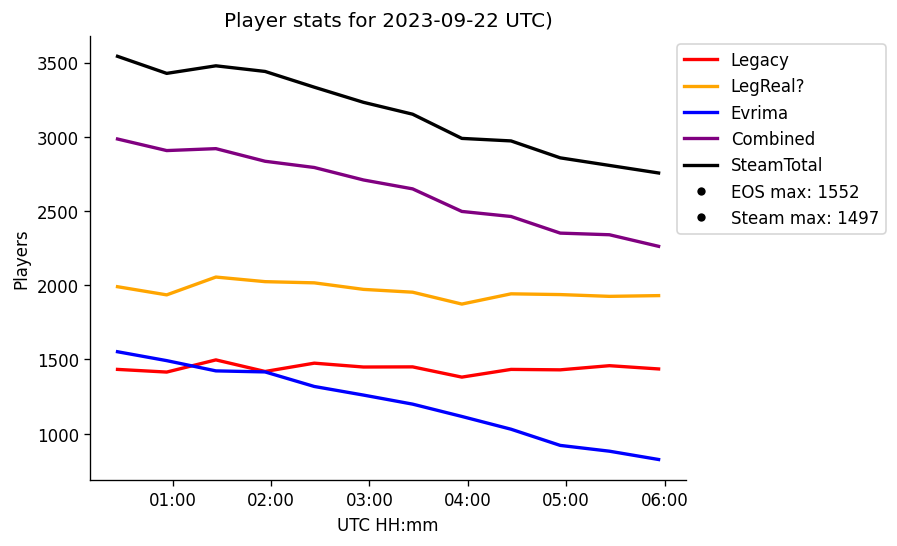 Player stats for 2023-09-22 UTC)
Legacy
LegReal?
Evrima
Combined
SteamTotal
EOS max: 1552
Steam max: 1497
3500
3000
2500
2000
1500
1000
Players
01:00 02:00 03:00 04:00 05:00 06:00
UTC HH:mm